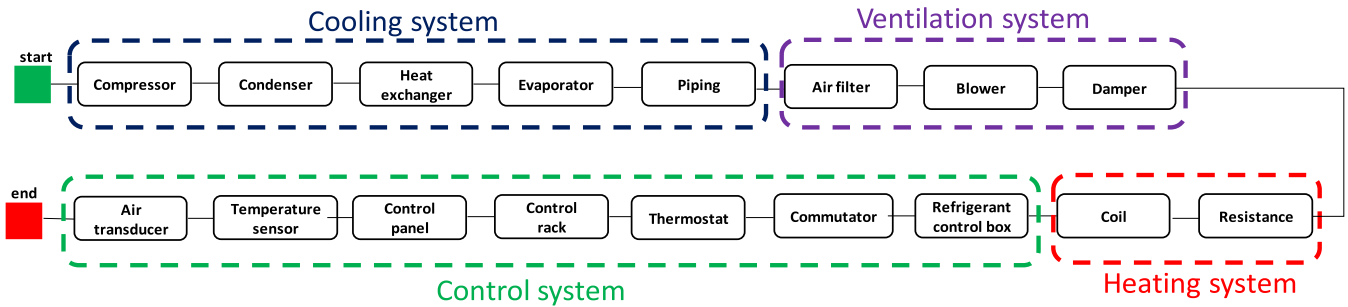 Cooling system
Ventilation system
start
Compressor
Condenser
Heat
exchanger
Evaporator
Piping
Air filter
Blower
Damper
end
Air
transducer
Temperature
sensor
Control
panel
Control
rack
Thermostat
Commutator
Refrigerant
control box
Coil
Resistance
Control system
Heating system